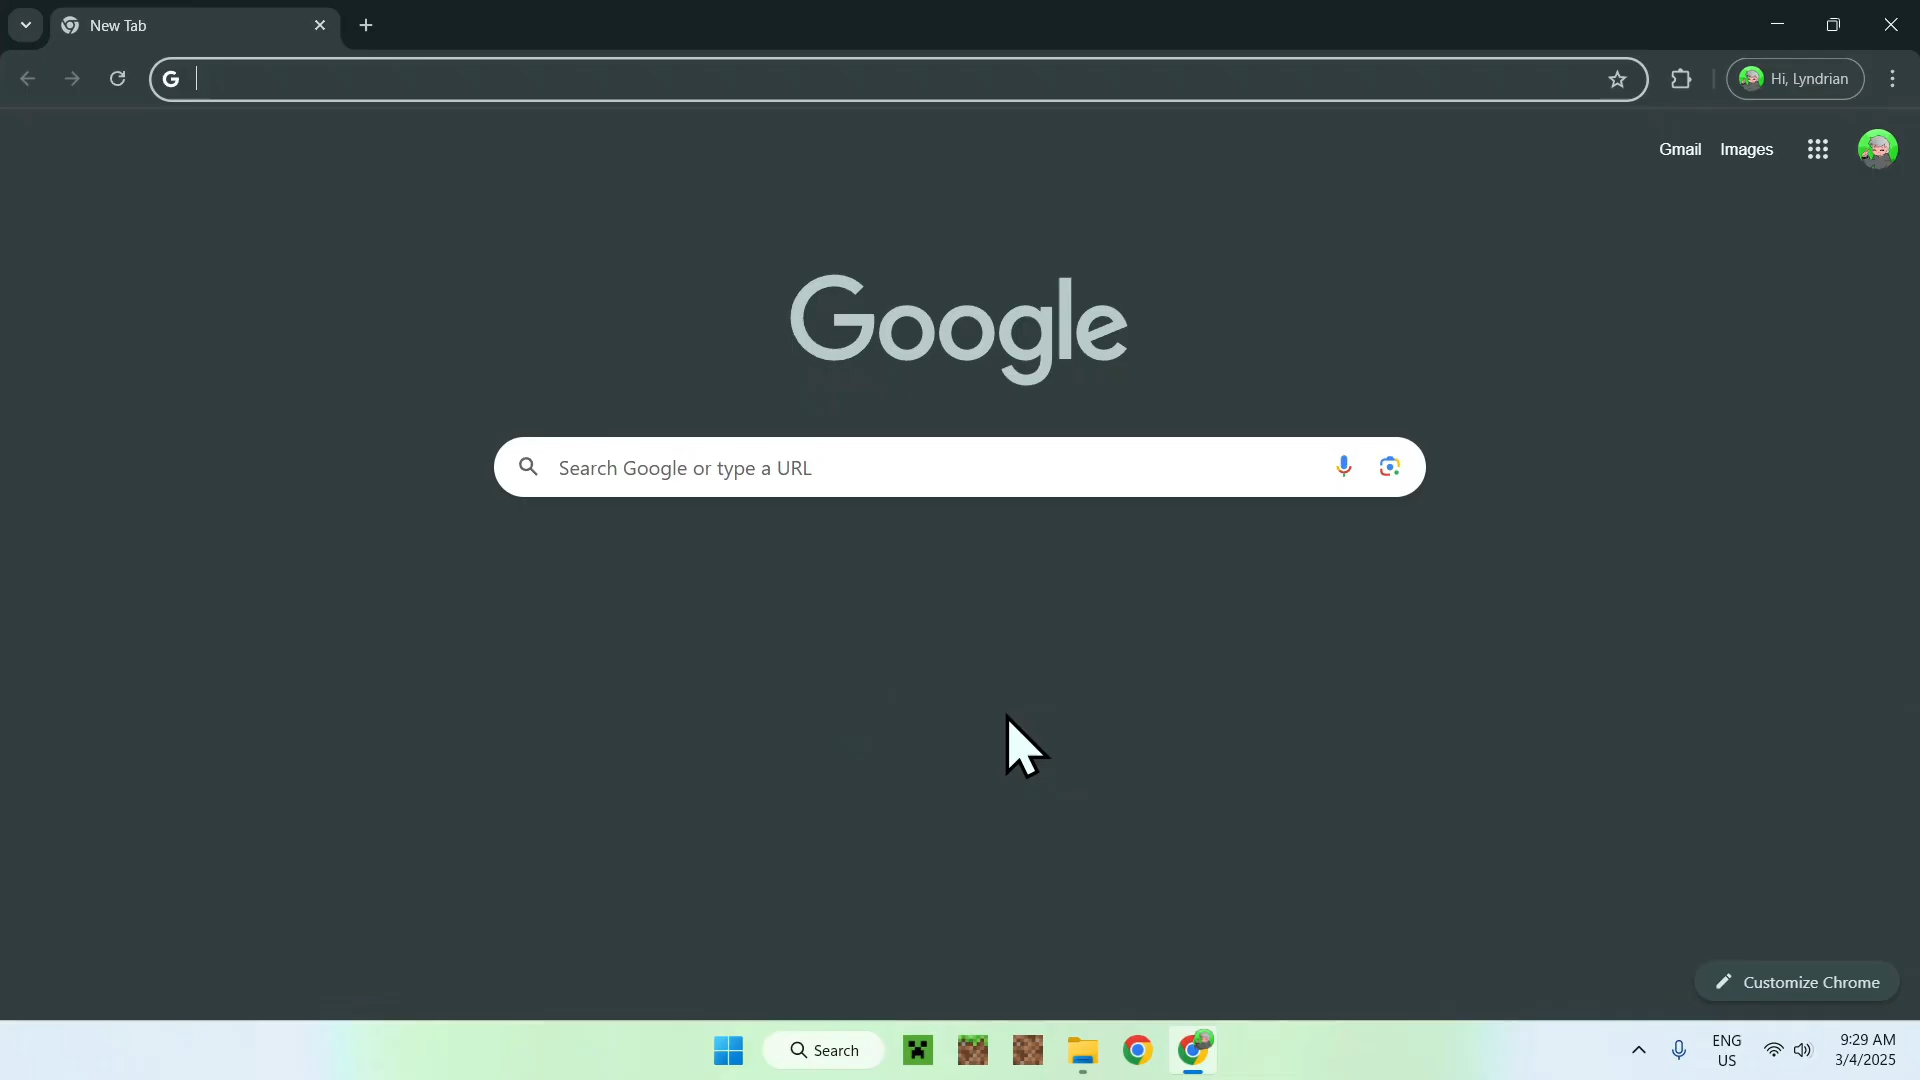 New Tab
Hi, Lyndrian
Gmail Images
Google
Search Google or type a URL
Customize Chrome
Search
ENG
US
9:29 AM
3/4/2025